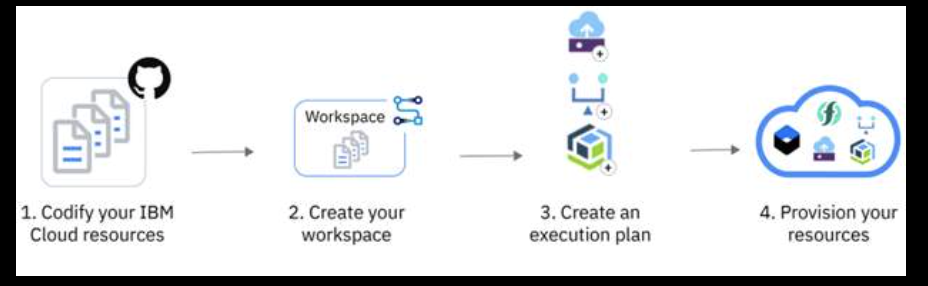 Workspace
1. Codify your IBM
Cloud resources
2. Create your
workspace
3. Create an
execution plan
4. Provision your
resources